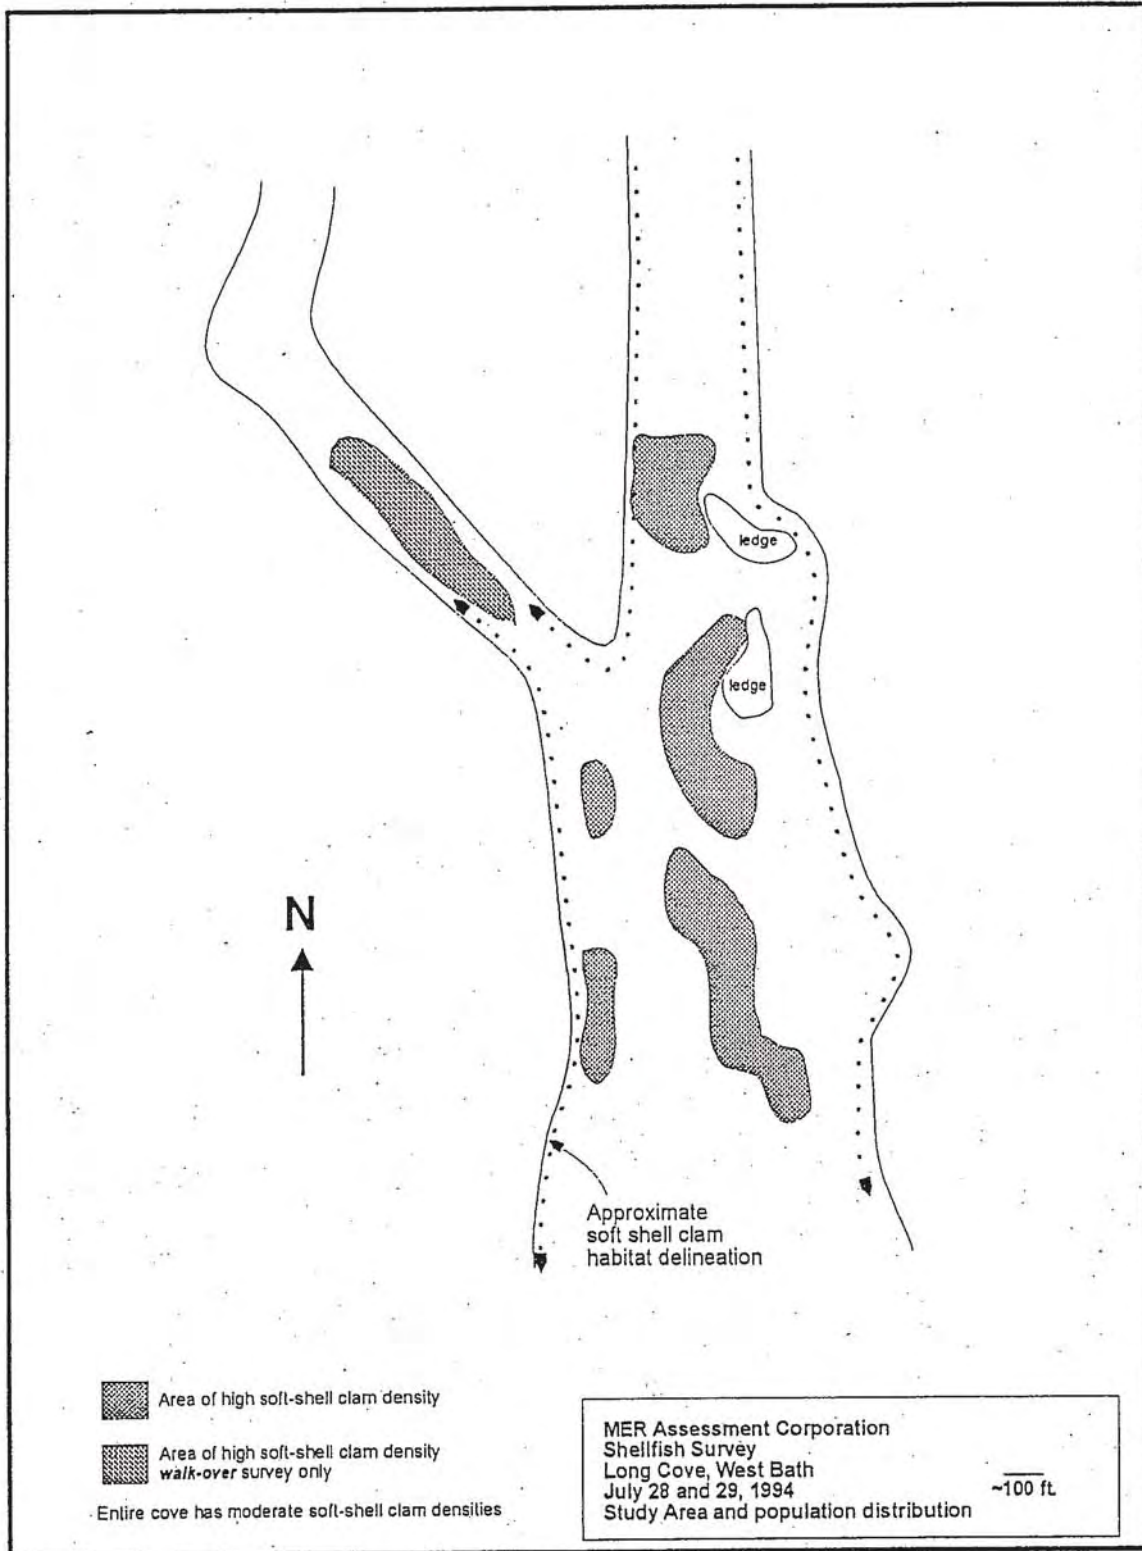 ledge
ledge
N
Approximate
soft shell clam
habitat delineation
Area of high soft-shell clam density
Area of high soft-shell clam density
walk-over survey only
Entire cove has moderate soft-shell clam densities
MER Assessment Corporation
Shellfish Survey
Long Cove, West Bath
July 28 and 29, 1994
Study Area and population distribution
~100 ft.